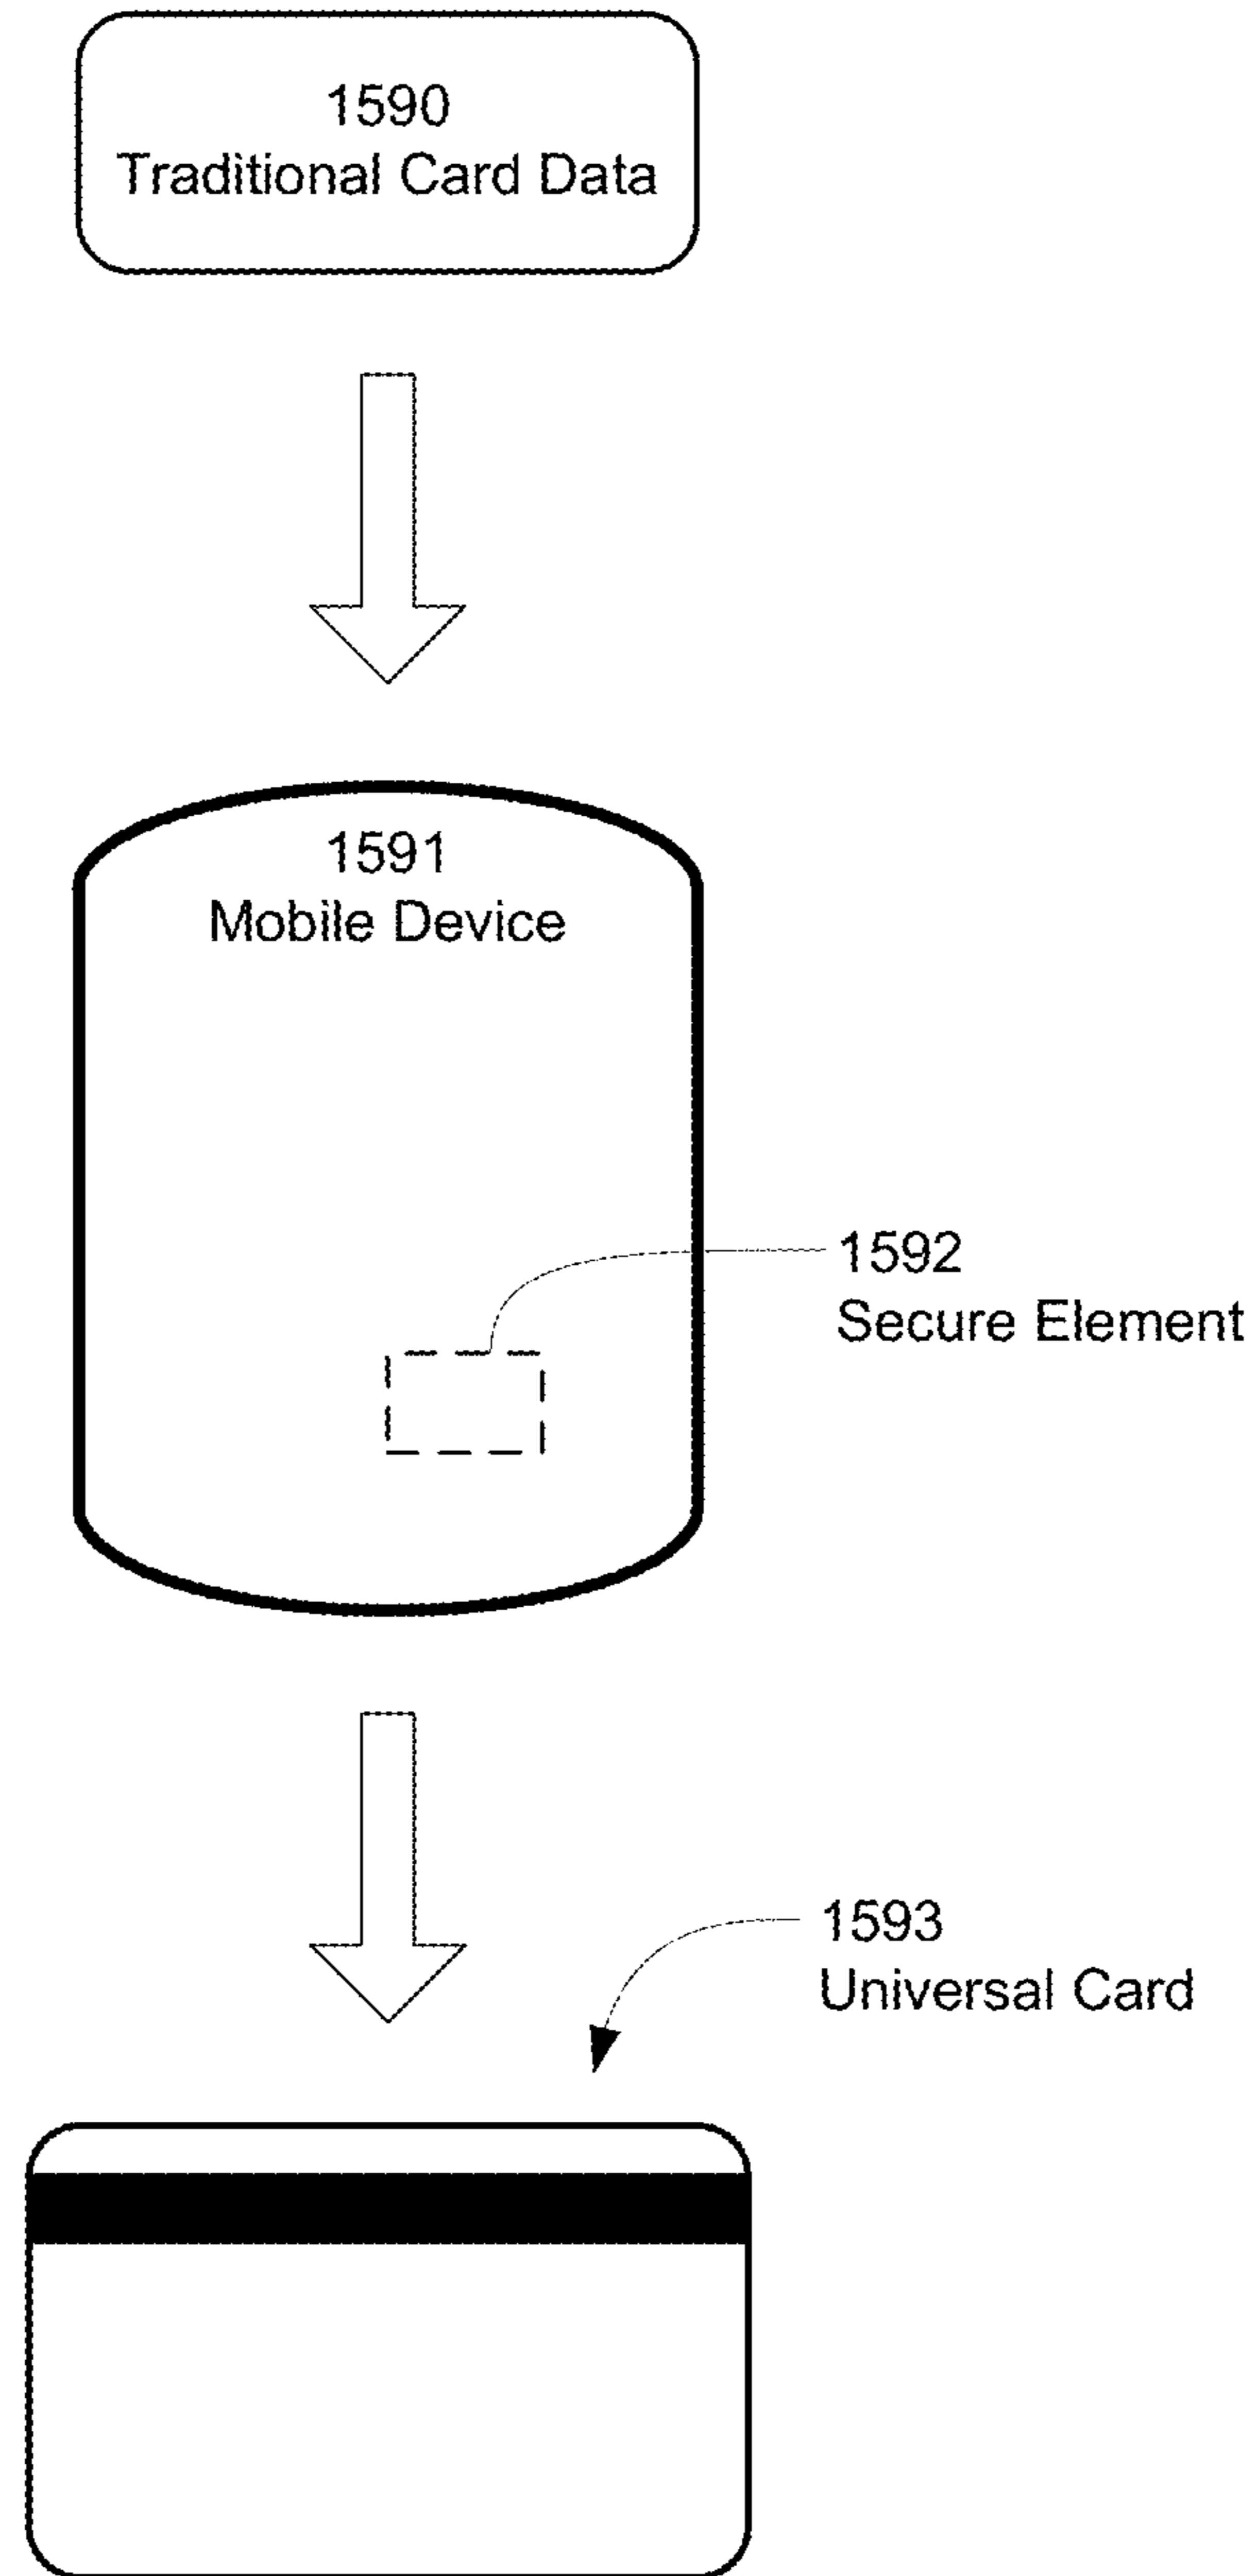 1590
Traditional Card Data
1591
Mobile Device
1592
Secure Element
1593
Universal Card